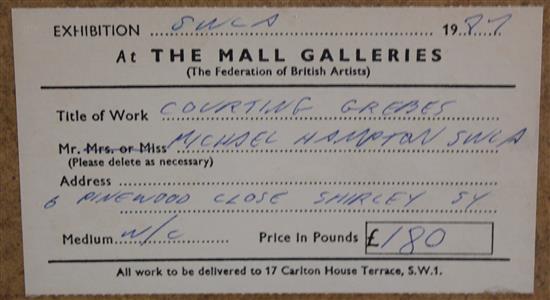 EXHIBITION SWLA 1987
At THE MALL GALLERIES
(The Federation of British Artists)
Title of Work COURTING GREBES
Mr. Mrs. or Miss MICHAEL HAMPTON SWLA
(Please delete as necessary)
Address
6 PINEWOOD CLOSE SHIRLEY SY
Medium W/C Price in Pounds £180
All work to be delivered to 17 Carlton House Terrace, S.W.1.